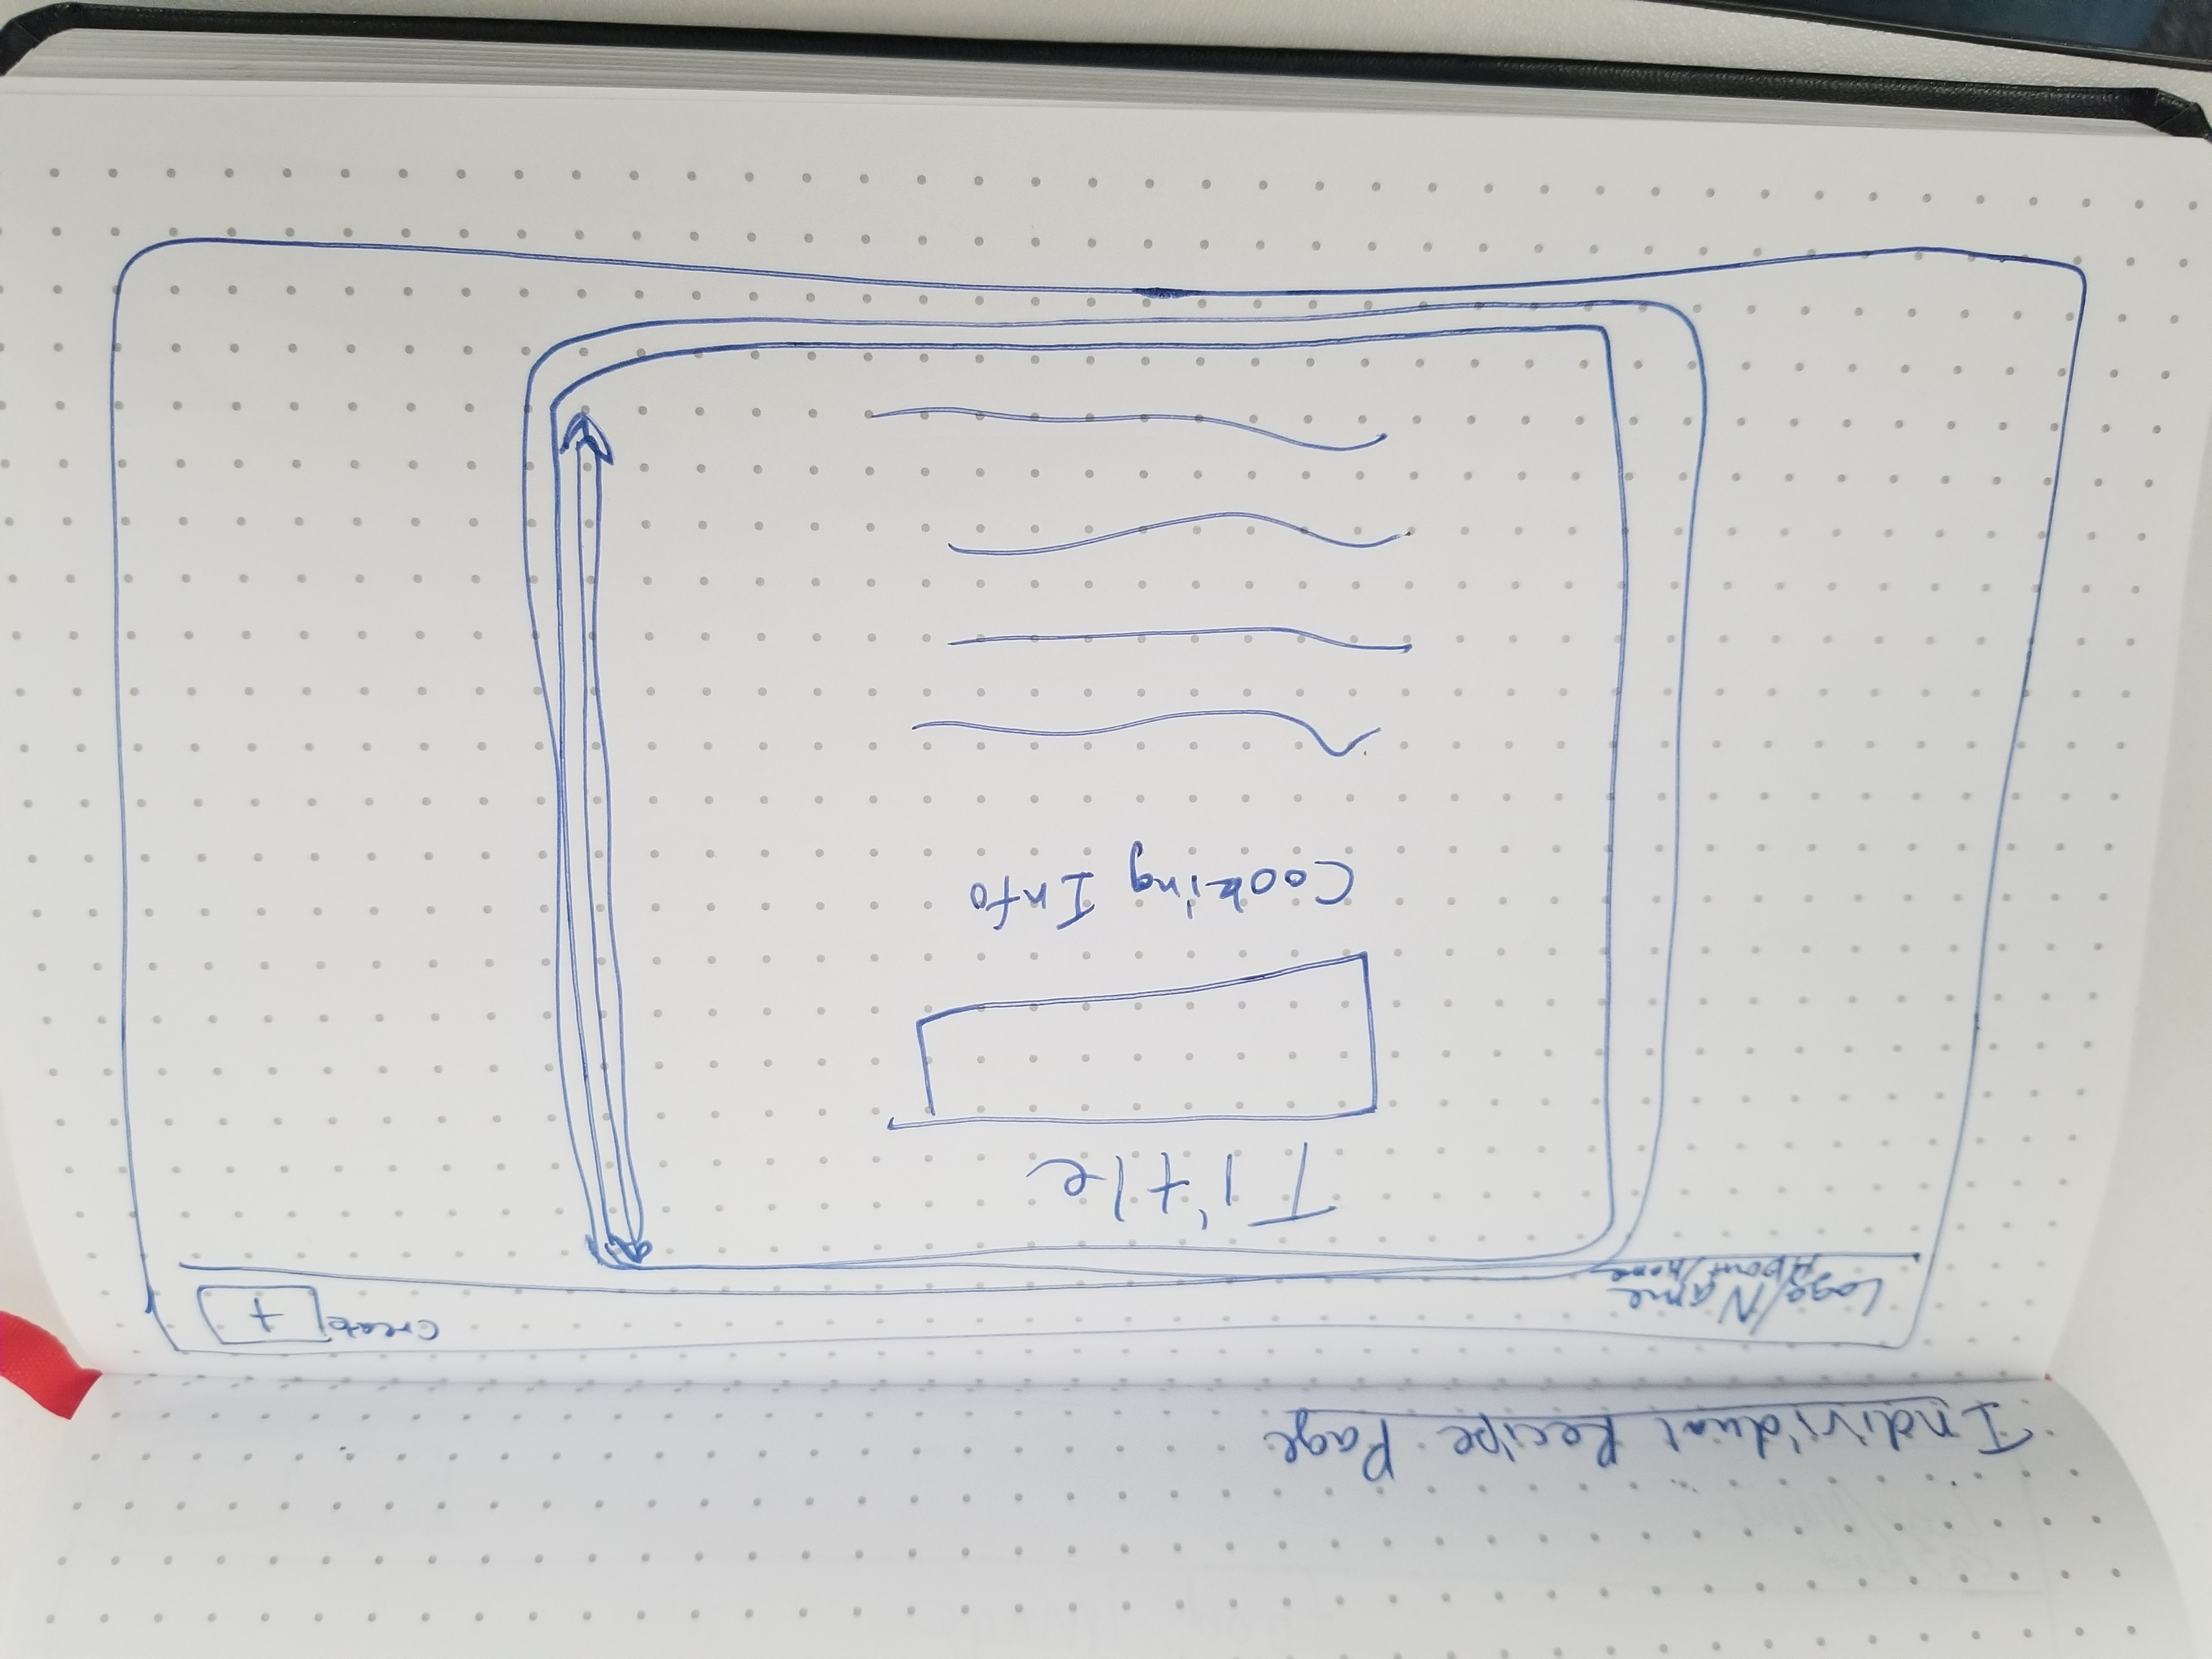 Individual Recipe Page
Logo/Name
About/home
Create +
Title
Cooking Info